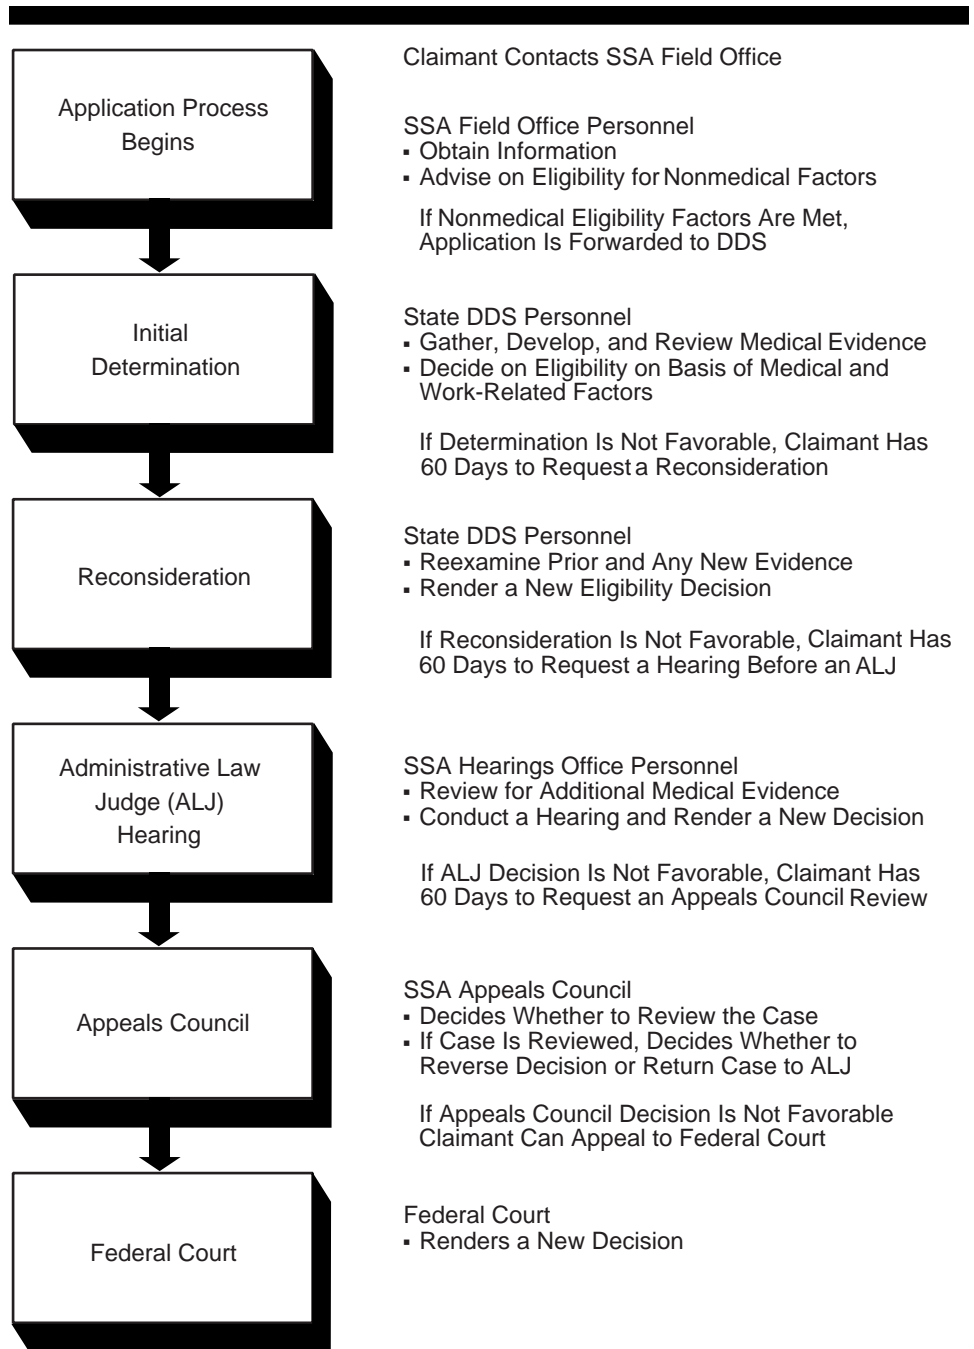 Application Process
Begins
Claimant Contacts SSA Field Office
SSA Field Office Personnel
▪ Obtain Information
▪ Advise on Eligibility for Nonmedical Factors
If Nonmedical Eligibility Factors Are Met,
Application Is Forwarded to DDS
Initial
Determination
State DDS Personnel
▪ Gather, Develop, and Review Medical Evidence
▪ Decide on Eligibility on Basis of Medical and
Work-Related Factors
If Determination Is Not Favorable, Claimant Has
60 Days to Request a Reconsideration
Reconsideration
State DDS Personnel
▪ Reexamine Prior and Any New Evidence
▪ Render a New Eligibility Decision
If Reconsideration Is Not Favorable, Claimant Has
60 Days to Request a Hearing Before an ALJ
Administrative Law
Judge (ALJ)
Hearing
SSA Hearings Office Personnel
▪ Review for Additional Medical Evidence
▪ Conduct a Hearing and Render a New Decision
If ALJ Decision Is Not Favorable, Claimant Has
60 Days to Request an Appeals Council Review
Appeals Council
SSA Appeals Council
▪ Decides Whether to Review the Case
▪ If Case Is Reviewed, Decides Whether to
Reverse Decision or Return Case to ALJ
If Appeals Council Decision Is Not Favorable
Claimant Can Appeal to Federal Court
Federal Court
Federal Court
▪ Renders a New Decision